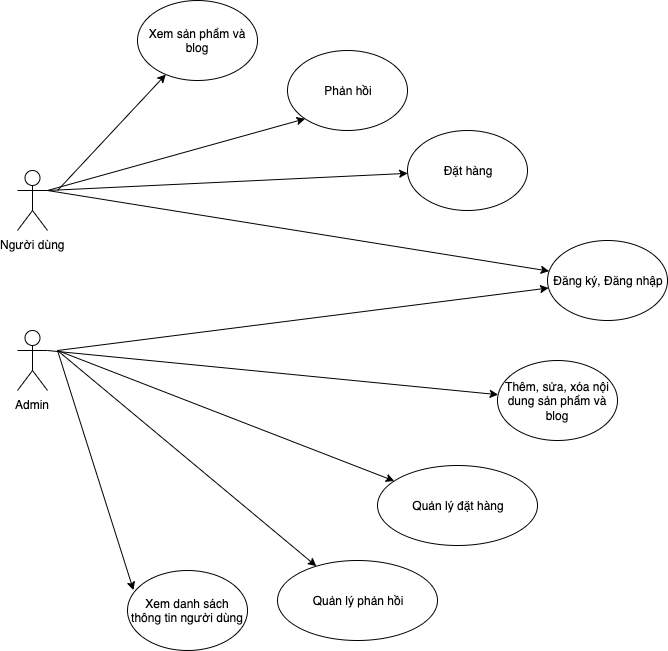 Xem sản phẩm và
blog
Phản hồi
Đặt hàng
Người dùng
Đăng ký, Đăng nhập
Admin
Thêm, sửa, xóa nội
dung sản phẩm và
blog
Quản lý đặt hàng
Quản lý phản hồi
Xem danh sách
thông tin người dùng